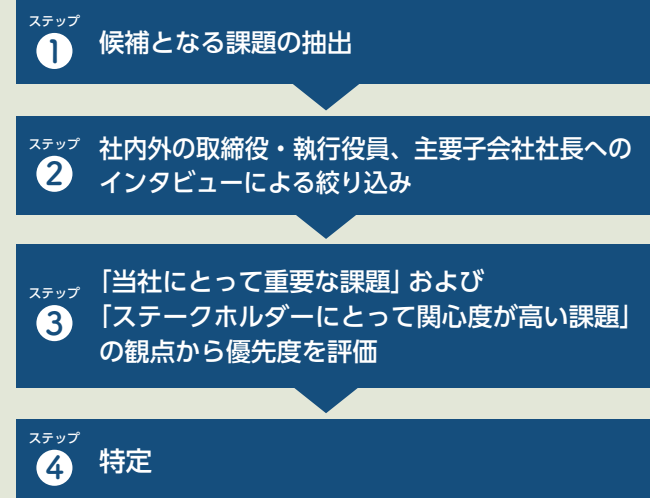 ステップ
1
候補となる課題の抽出
ステップ
2
社内外の取締役・執行役員、主要子会社社長への
インタビューによる絞り込み
ステップ
3
「当社にとって重要な課題」および
「ステークホルダーにとって関心度が高い課題」
の観点から優先度を評価
ステップ
4
特定